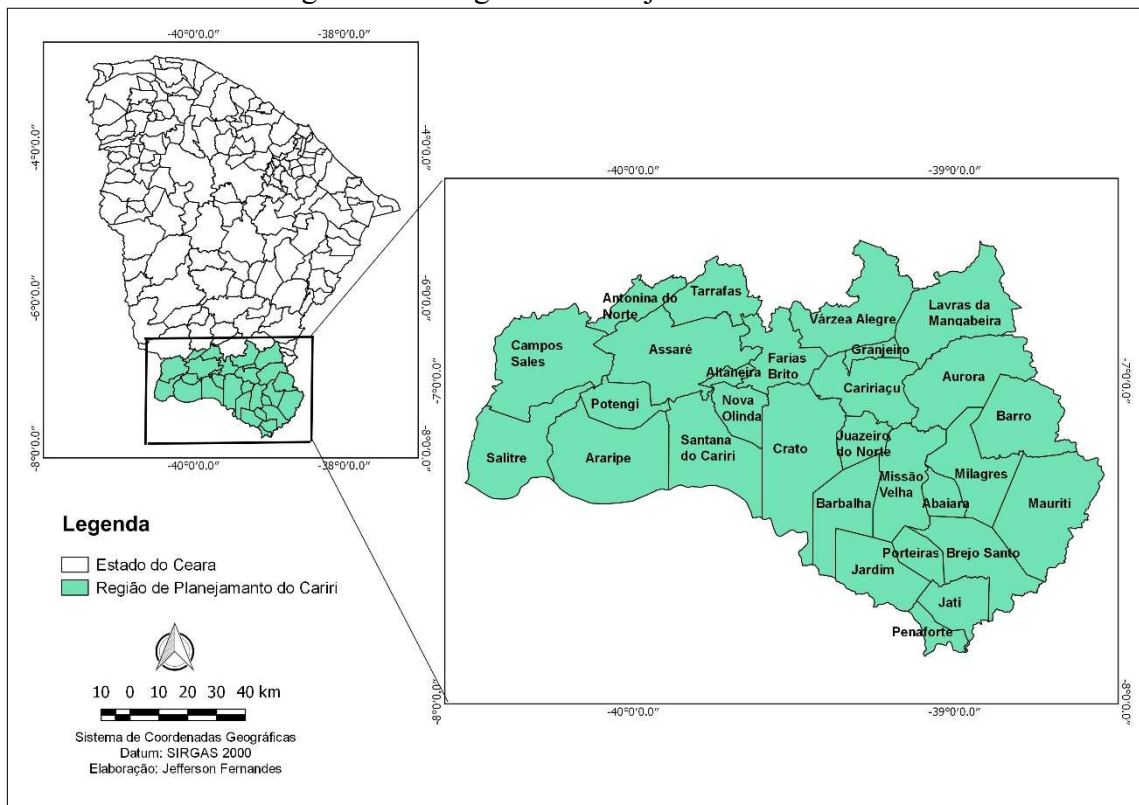 -40°0'0.0"
-38°0'0.0"
-4°0'0.0"
-4°0'0.0"
-6°0'0.0"
-6°0'0.0"
-8°0'0.0"
-8°0'0.0"
-40°0'0.0"
-38°0'0.0"
-40°0'0.0"
-39°0'0.0"
-7°0'0.0"
-7°0'0.0"
-8°0'0.0"
-8°0'0.0"
-40°0'0.0"
-39°0'0.0"
Antonina do
Norte
Tarrafas
Várzea Alegre
Lavras da
Mangabeira
Campos
Sales
Assaré
Altaneira
Farias
Brito
Granjeiro
Caririaçu
Aurora
Barro
Potengi
Nova
Olinda
Salitre
Araripe
Santana
do Cariri
Crato
Juazeiro
do Norte
Missão
Velha
Milagres
Barbalha
Abaiara
Mauriti
Porteiras
Brejo Santo
Jardim
Jati
Penaforte
Legenda
Estado do Ceara
Região de Planejamanto do Cariri
10 0 10 20 30 40 km
Sistema de Coordenadas Geográficas
Datum: SIRGAS 2000
Elaboração: Jefferson Fernandes